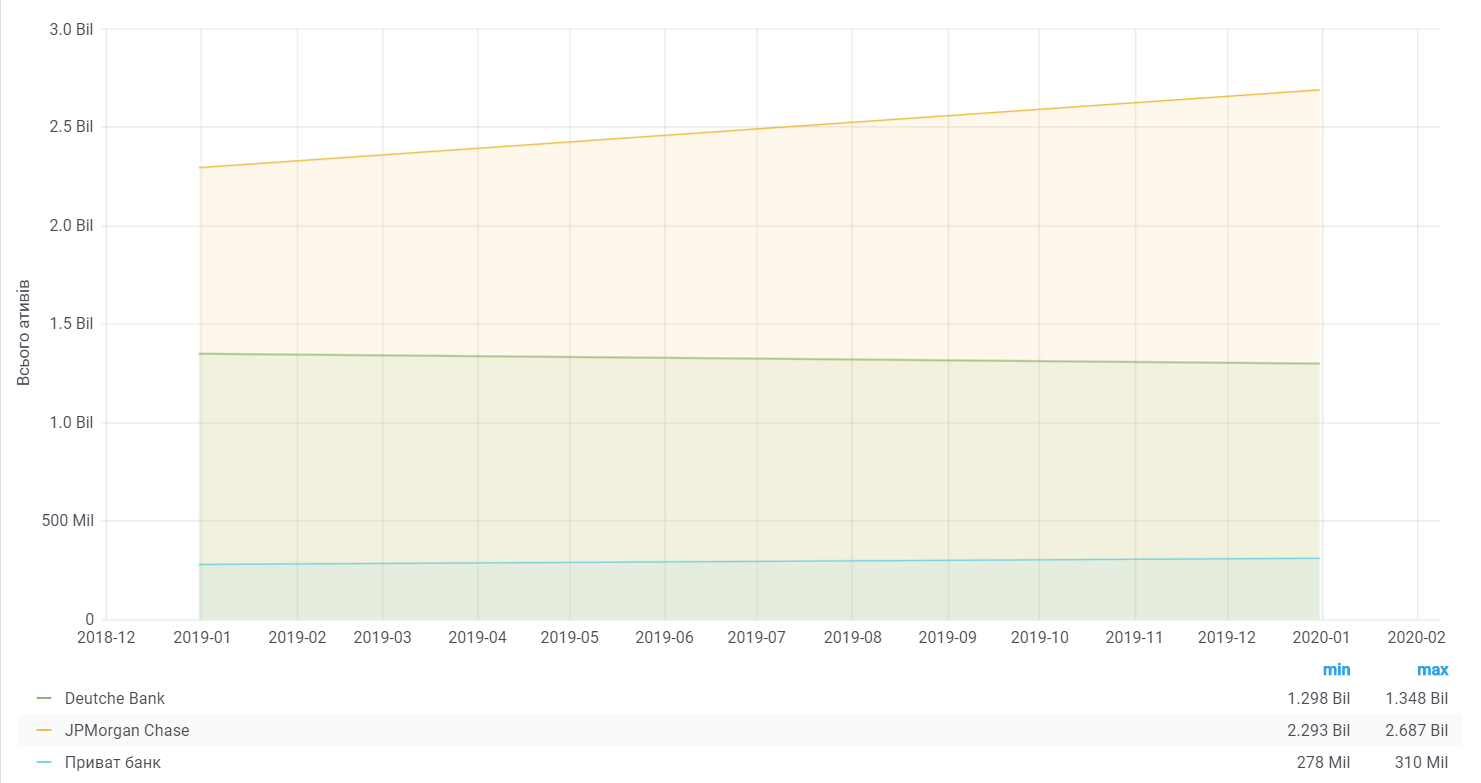 3.0 Bil
2.5 Bil
2.0 Bil
1.5 Bil
1.0 Bil
500 Mil
0
Всього ативів
2018-12 2019-01 2019-02 2019-03 2019-04 2019-05 2019-06 2019-07 2019-08 2019-09 2019-10 2019-11 2019-12 2020-01 2020-02
min max
Deutche Bank 1.298 Bil 1.348 Bil
JPMorgan Chase 2.293 Bil 2.687 Bil
Приват банк 278 Mil 310 Mil